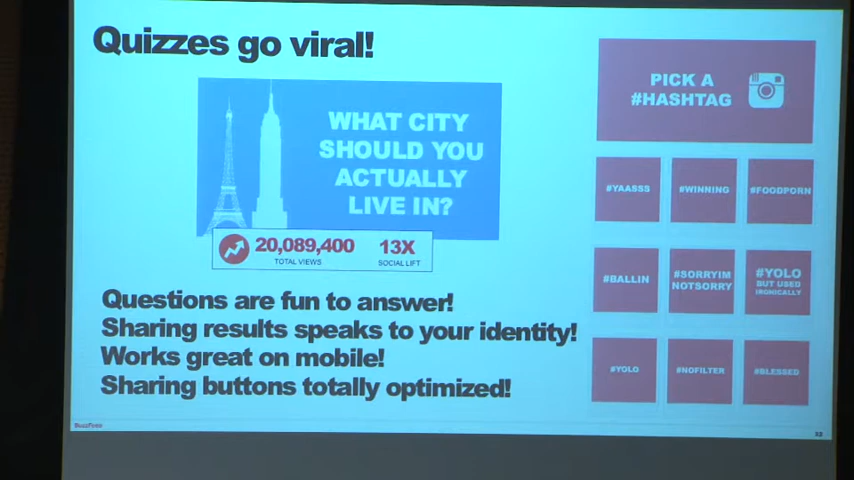 Quizzes go viral!
WHAT CITY
SHOULD YOU
ACTUALLY
LIVE IN?
20,089,400
TOTAL VIEWS
13X
SOCIAL LIFT
Questions are fun to answer!
Sharing results speaks to your identity!
Works great on mobile!
Sharing buttons totally optimized!
PICK A
#HASHTAG
#YAASSS
#WINNING
#FOODPORN
#BALLIN
#SORRYIM
NOTSORRY
#YOLO
BUT USED
IRONICALLY
#YOLO
#NOFILTER
#BLESSED
BuzzFeed